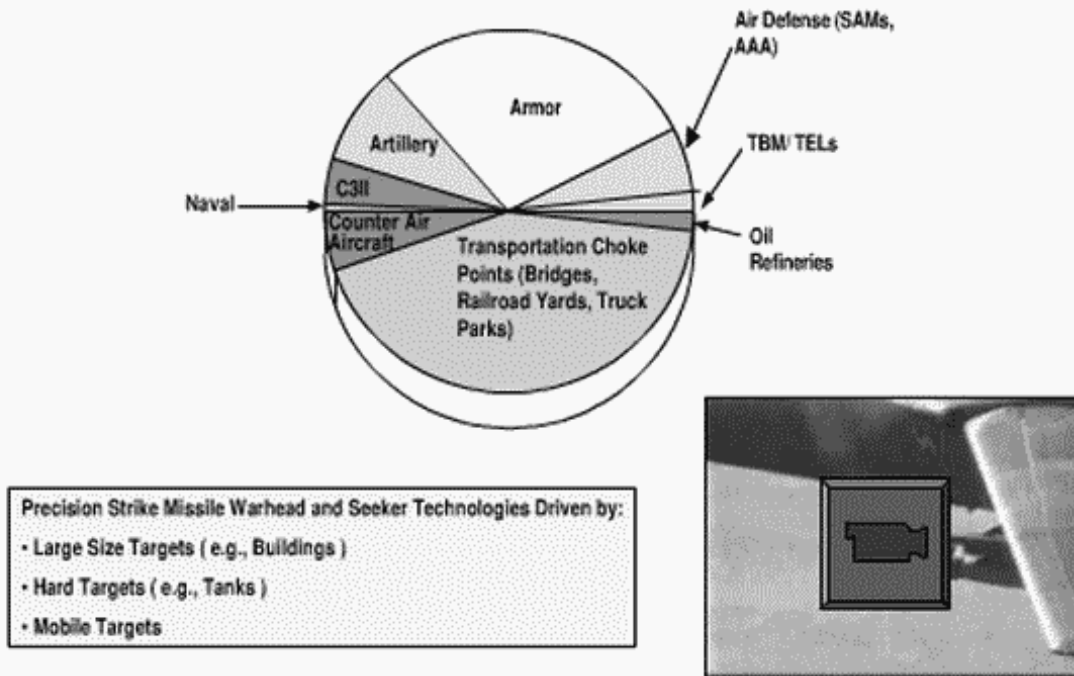 Air Defense (SAMs,
AAA)
Armor
TBM/ TELs
Artillery
C3II
Naval
Counter Air
Aircraft
Transportation Choke
Points (Bridges,
Railroad Yards, Truck
Parks)
Oil
Refineries
Precision Strike Missile Warhead and Seeker Technologies Driven by:
• Large Size Targets ( e.g., Buildings )
• Hard Targets ( e.g., Tanks )
• Mobile Targets